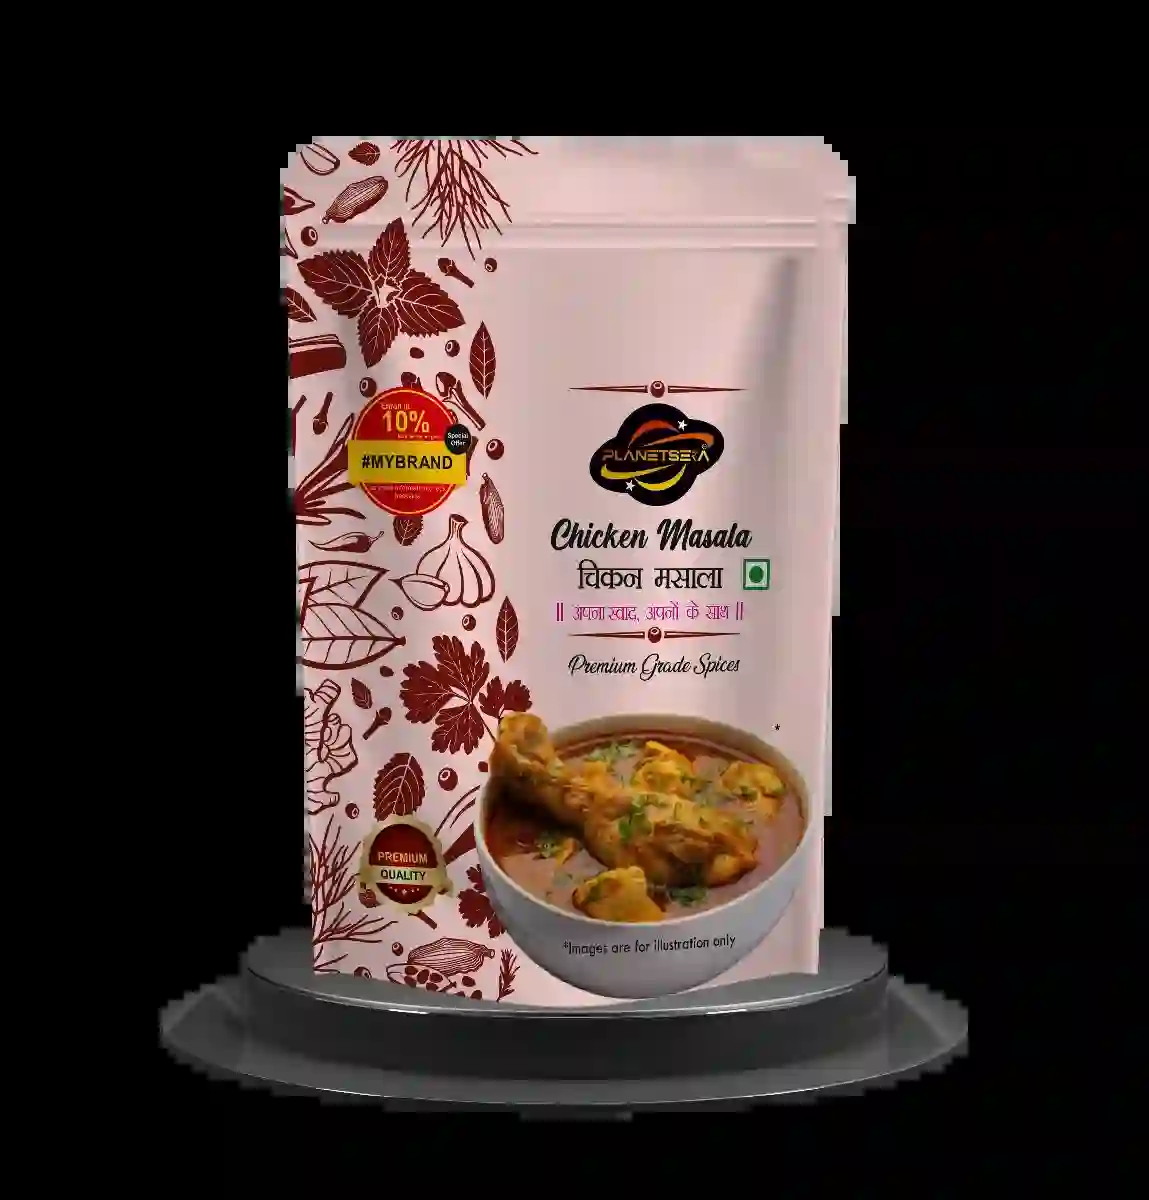 10%
Special
Offer
#MYBRAND
PLANETSERA
Chicken Masala
चिकन मसाला
|| अपना स्वाद, अपनों के साथ ||
Premium Grade Spices
*
PREMIUM
QUALITY
*Images are for illustration only